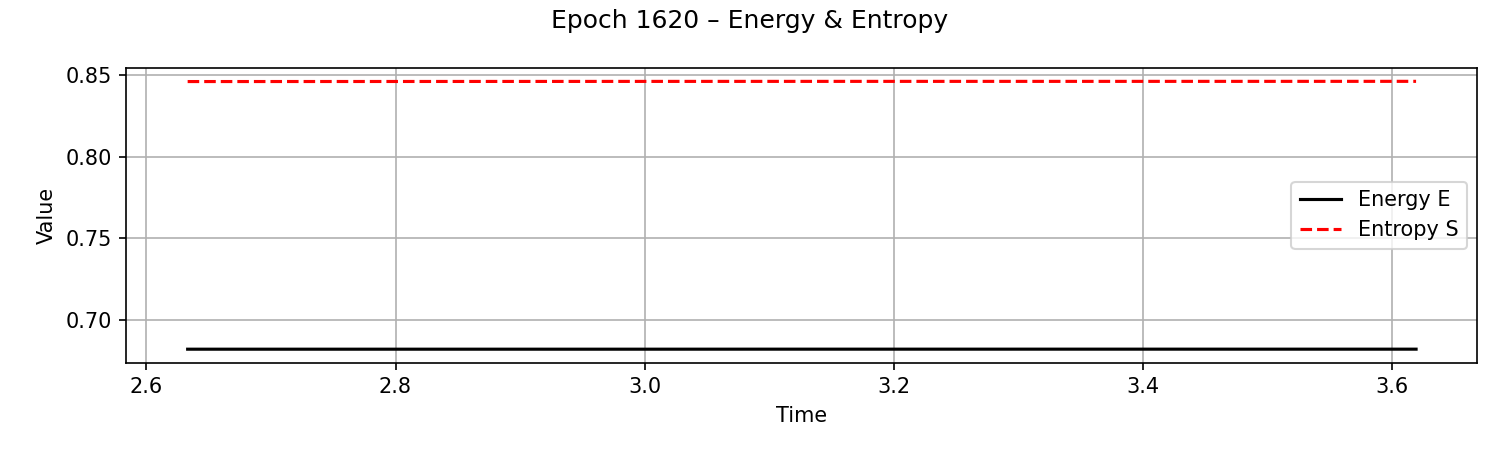 Epoch 1620 – Energy & Entropy
0.85
0.80
0.75
0.70
Value
Energy E
Entropy S
2.6 2.8 3.0 3.2 3.4 3.6
Time